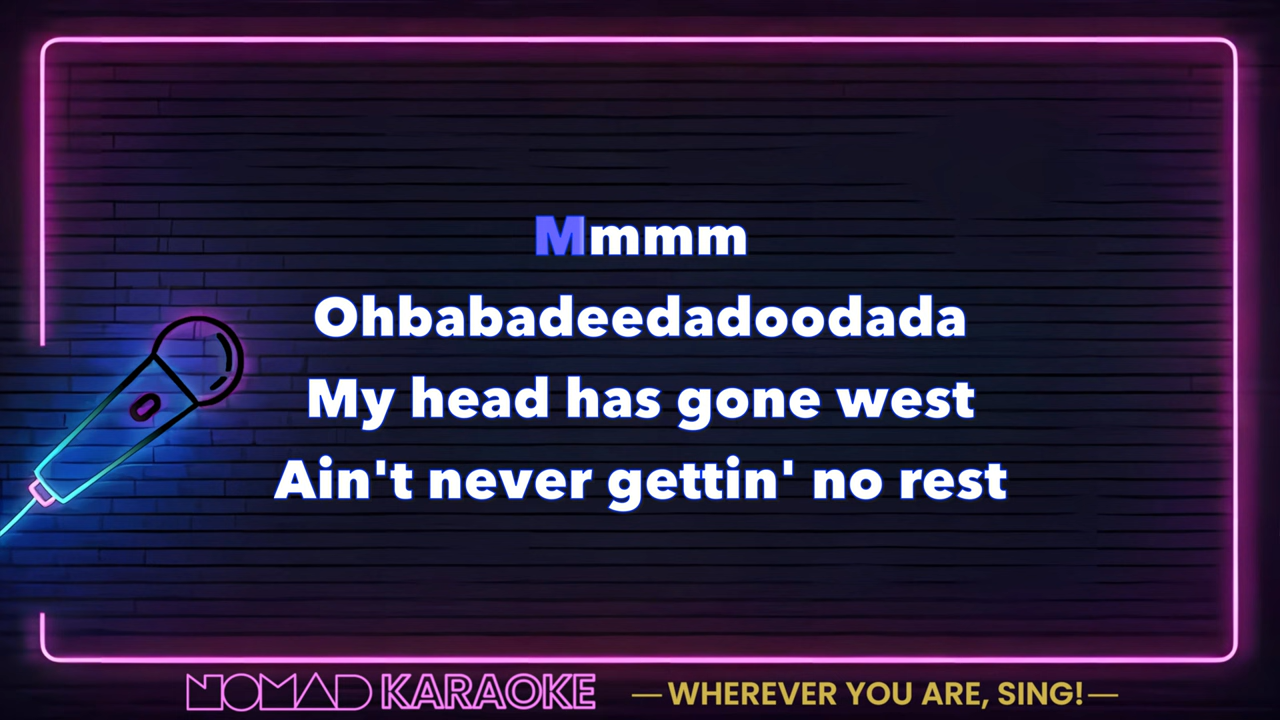 Mmmm
Ohbabadeedadoodada
My head has gone west
Ain't never gettin' no rest
NOMAD KARAOKE —WHEREVER YOU ARE, SING!—